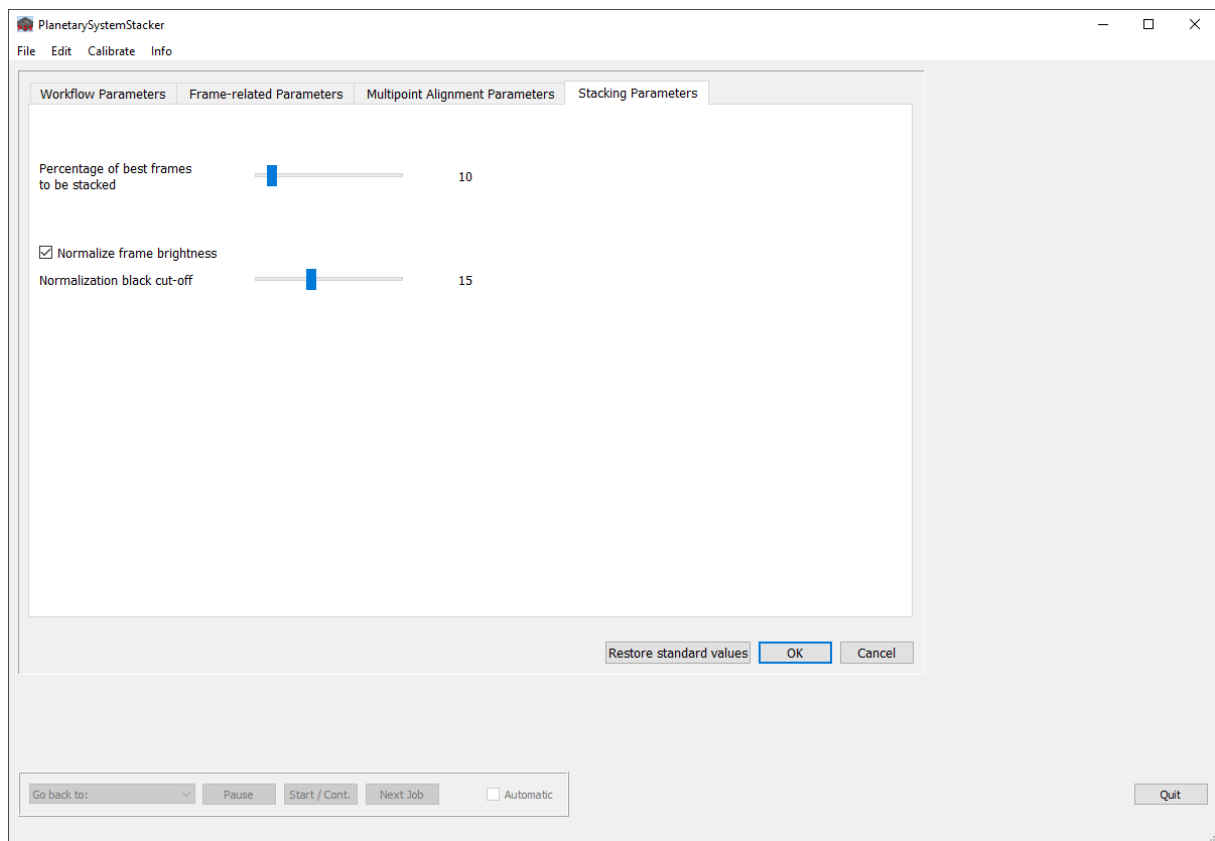 PlanetarySystemStacker
File Edit Calibrate Info
Workflow Parameters Frame-related Parameters Multipoint Alignment Parameters Stacking Parameters
Percentage of best frames
to be stacked
10
Normalize frame brightness
Normalization black cut-off 15
Restore standard values OK Cancel
Go back to: Pause Start / Cont. Next Job Automatic Quit